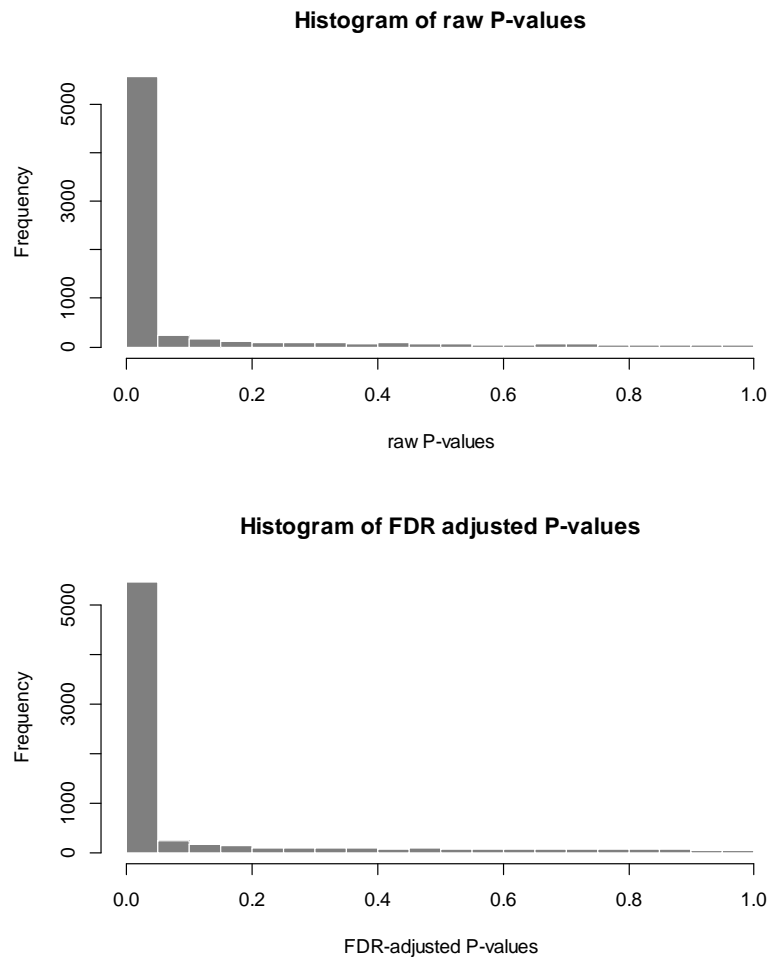 Histogram of raw P-values
Frequency
5000
3000
1000
0
0.0 0.2 0.4 0.6 0.8 1.0
raw P-values
Histogram of FDR adjusted P-values
Frequency
5000
3000
1000
0
0.0 0.2 0.4 0.6 0.8 1.0
FDR-adjusted P-values